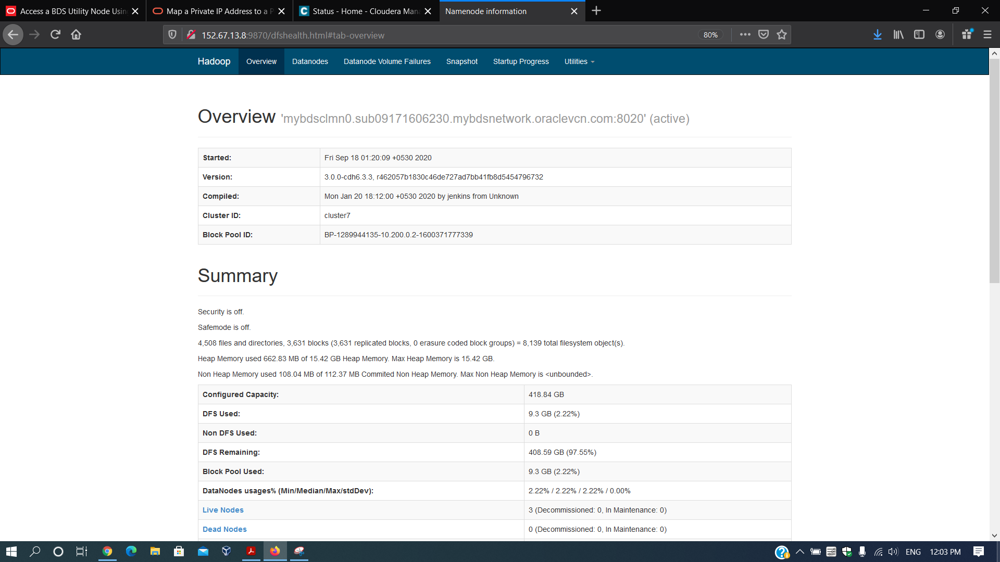 Access a BDS Utility Node Usin
Map a Private IP Address to a P
Status - Home - Cloudera Mana
Namenode information
152.67.13.8:9870/dfshealth.html#tab-overview
80%
Hadoop
Overview
Datanodes
Datanode Volume Failures
Snapshot
Startup Progress
Utilities
Overview 'mybdsclmn0.sub09171606230.mybdsnetwork.oraclevcn.com:8020' (active)
Started: Fri Sep 18 01:20:09 +0530 2020
Version: 3.0.0-cdh6.3.3, r462057b1830c46de727ad7bb41fb8d5454796732
Compiled: Mon Jan 20 18:12:00 +0530 2020 by jenkins from Unknown
Cluster ID: cluster7
Block Pool ID: BP-1289944135-10.200.0.2-1600371777339
Summary
Security is off.
Safemode is off.
4,508 files and directories, 3,631 blocks (3,631 replicated blocks, 0 erasure coded block groups) = 8,139 total filesystem object(s).
Heap Memory used 662.83 MB of 15.42 GB Heap Memory. Max Heap Memory is 15.42 GB.
Non Heap Memory used 108.04 MB of 112.37 MB Commited Non Heap Memory. Max Non Heap Memory is <unbounded>.
Configured Capacity: 418.84 GB
DFS Used: 9.3 GB (2.22%)
Non DFS Used: 0 B
DFS Remaining: 408.59 GB (97.55%)
Block Pool Used: 9.3 GB (2.22%)
DataNodes usages% (Min/Median/Max/stdDev): 2.22% / 2.22% / 2.22% / 0.00%
Live Nodes 3 (Decommissioned: 0, In Maintenance: 0)
Dead Nodes 0 (Decommissioned: 0, In Maintenance: 0)
ENG
12:03 PM